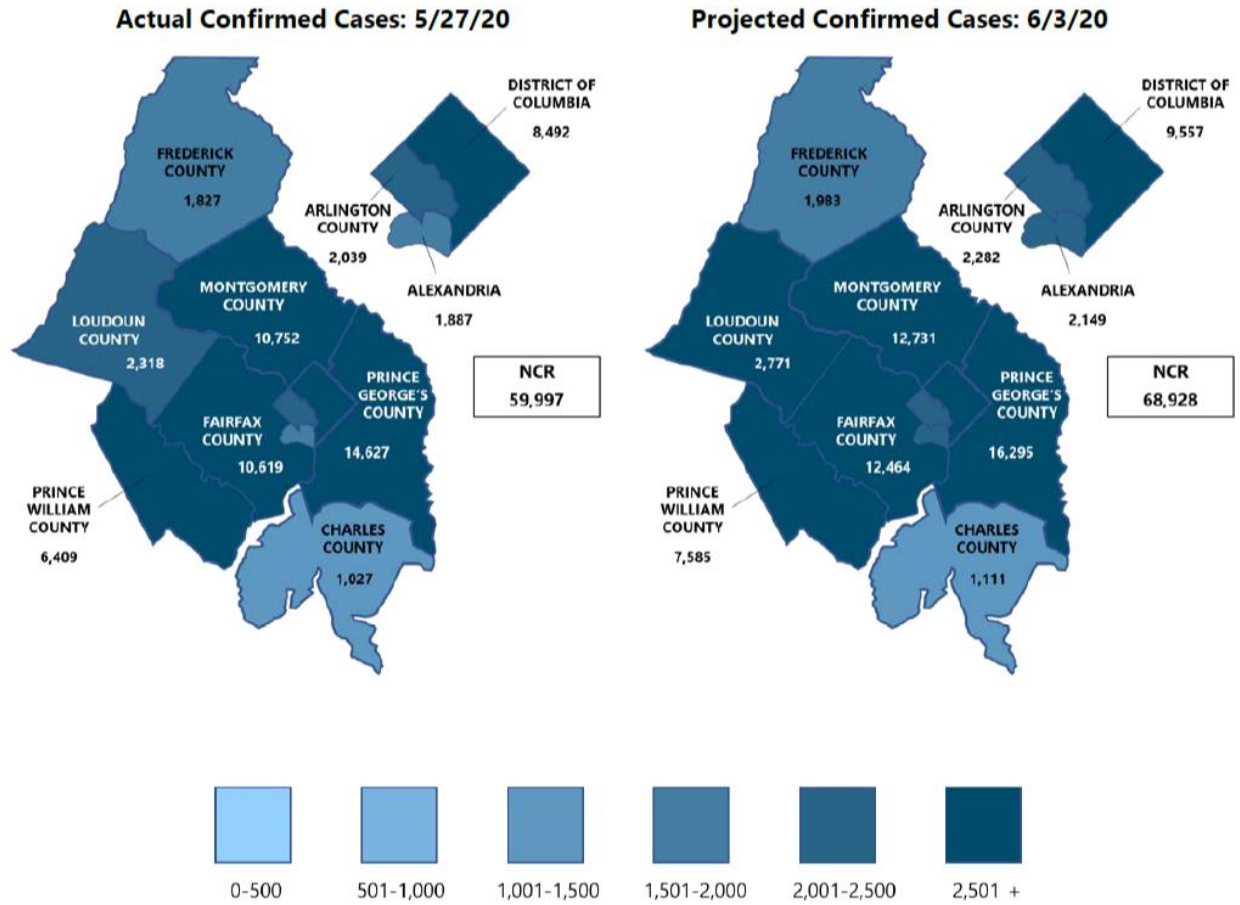 Actual Confirmed Cases: 5/27/20
DISTRICT OF
COLUMBIA
8,492
FREDERICK
COUNTY
1,827
ARLINGTON
COUNTY
2,039
ALEXANDRIA
1,887
MONTGOMERY
COUNTY
10,752
LOUDOUN
COUNTY
2,318
NCR
59,997
PRINCE
GEORGE'S
COUNTY
14,627
FAIRFAX
COUNTY
10,619
PRINCE
WILLIAM
COUNTY
6,409
CHARLES
COUNTY
1,027
Projected Confirmed Cases: 6/3/20
DISTRICT OF
COLUMBIA
9,557
FREDERICK
COUNTY
1,983
ARLINGTON
COUNTY
2,282
ALEXANDRIA
2,149
MONTGOMERY
COUNTY
12,731
LOUDOUN
COUNTY
2,771
NCR
68,928
PRINCE
GEORGE'S
COUNTY
16,295
FAIRFAX
COUNTY
12,464
PRINCE
WILLIAM
COUNTY
7,585
CHARLES
COUNTY
1,111
0-500
501-1,000
1,001-1,500
1,501-2,000
2,001-2,500
2,501 +